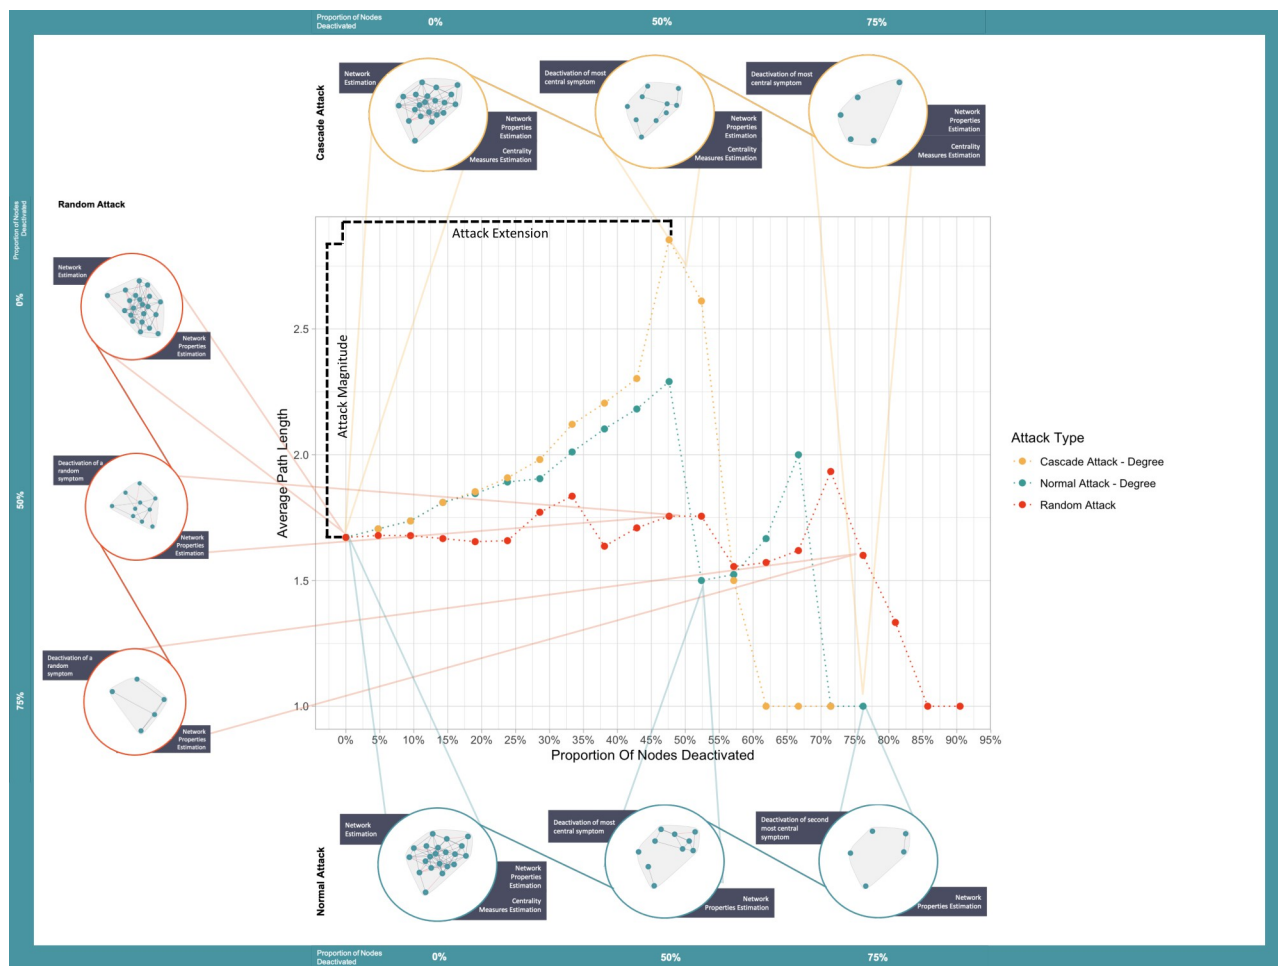 Proportion of Nodes
Deactivated
0%
50%
75%
Cascade Attack
Network
Estimation
Network
Properties
Estimation
Centrality
Measures Estimation
Deactivation of most
central symptom
Network
Properties
Estimation
Centrality
Measures Estimation
Deactivation of most
central symptom
Network
Properties
Estimation
Centrality
Measures Estimation
Random Attack
Proportion of Nodes
Deactivated
0%
50%
75%
Network
Estimation
Network
Properties
Estimation
Deactivation of a
random
symptom
Network
Properties
Estimation
Deactivation of a
random
symptom
Network
Properties
Estimation
Attack Extension
Attack Magnitude
Average Path Length
2.5
2.0
1.5
1.0
0% 5% 10% 15% 20% 25% 30% 35% 40% 45% 50% 55% 60% 65% 70% 75% 80% 85% 90% 95%
Proportion Of Nodes Deactivated
Attack Type
Cascade Attack - Degree
Normal Attack - Degree
Random Attack
Normal Attack
Network
Estimation
Network
Properties
Estimation
Centrality
Measures Estimation
Deactivation of most
central symptom
Network
Properties Estimation
Deactivation of second
most central
symptom
Network
Properties Estimation
Proportion of Nodes
Deactivated
0%
50%
75%